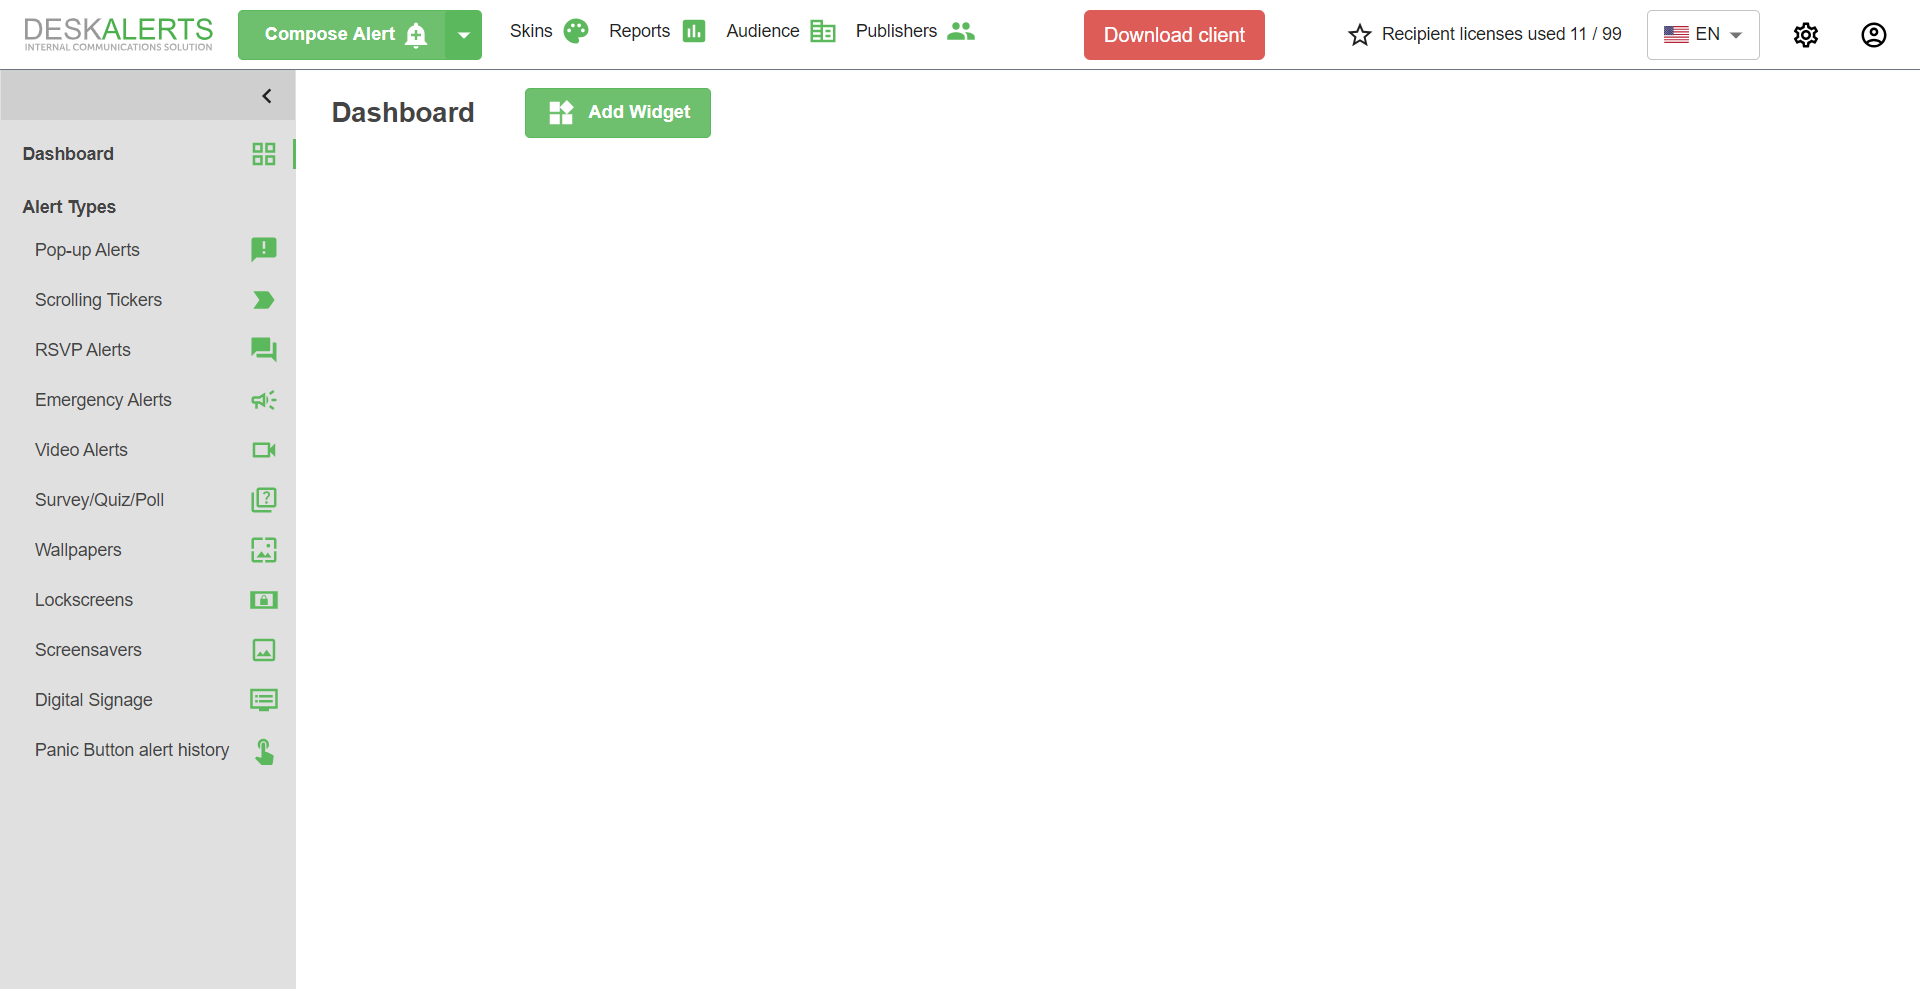 DESKALERTS
INTERNAL COMMUNICATIONS SOLUTION
Compose Alert
Skins
Reports
Audience
Publishers
Download client
Recipient licenses used 11 / 99
EN
Dashboard
Add Widget
Dashboard
Alert Types
Pop-up Alerts
Scrolling Tickers
RSVP Alerts
Emergency Alerts
Video Alerts
Survey/Quiz/Poll
Wallpapers
Lockscreens
Screensavers
Digital Signage
Panic Button alert history